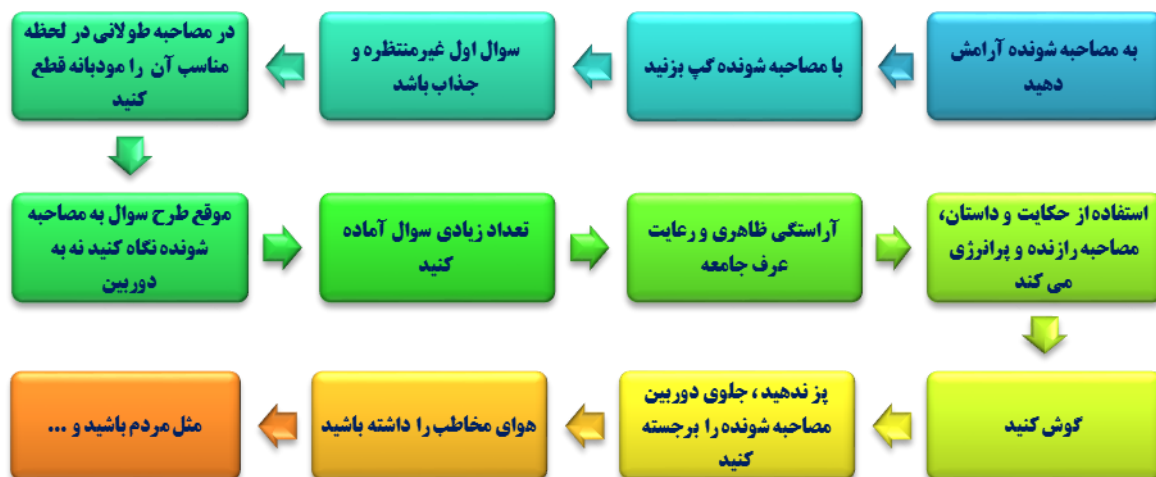 به مصاحبه شونده آرامش
دهید
با مصاحبه شونده گپ بزنید
سوال اول غیرمنتظره و
جذاب باشد
در مصاحبه طولانی در لحظه
مناسب آن را مودبانه قطع
کنید
موقع طرح سوال به مصاحبه
شونده نگاه کنید نه به
دوربین
تعداد زیادی سوال آماده
کنید
آراستگی ظاهری و رعایت
عرف جامعه
استفاده از حکایت و داستان،
مصاحبه رازنده و پرانرژی
می کند
گوش کنید
پز ندهید، جلوی دوربین
مصاحبه شونده را برجسته
کنید
هوای مخاطب را داشته باشید
مثل مردم باشید و ...